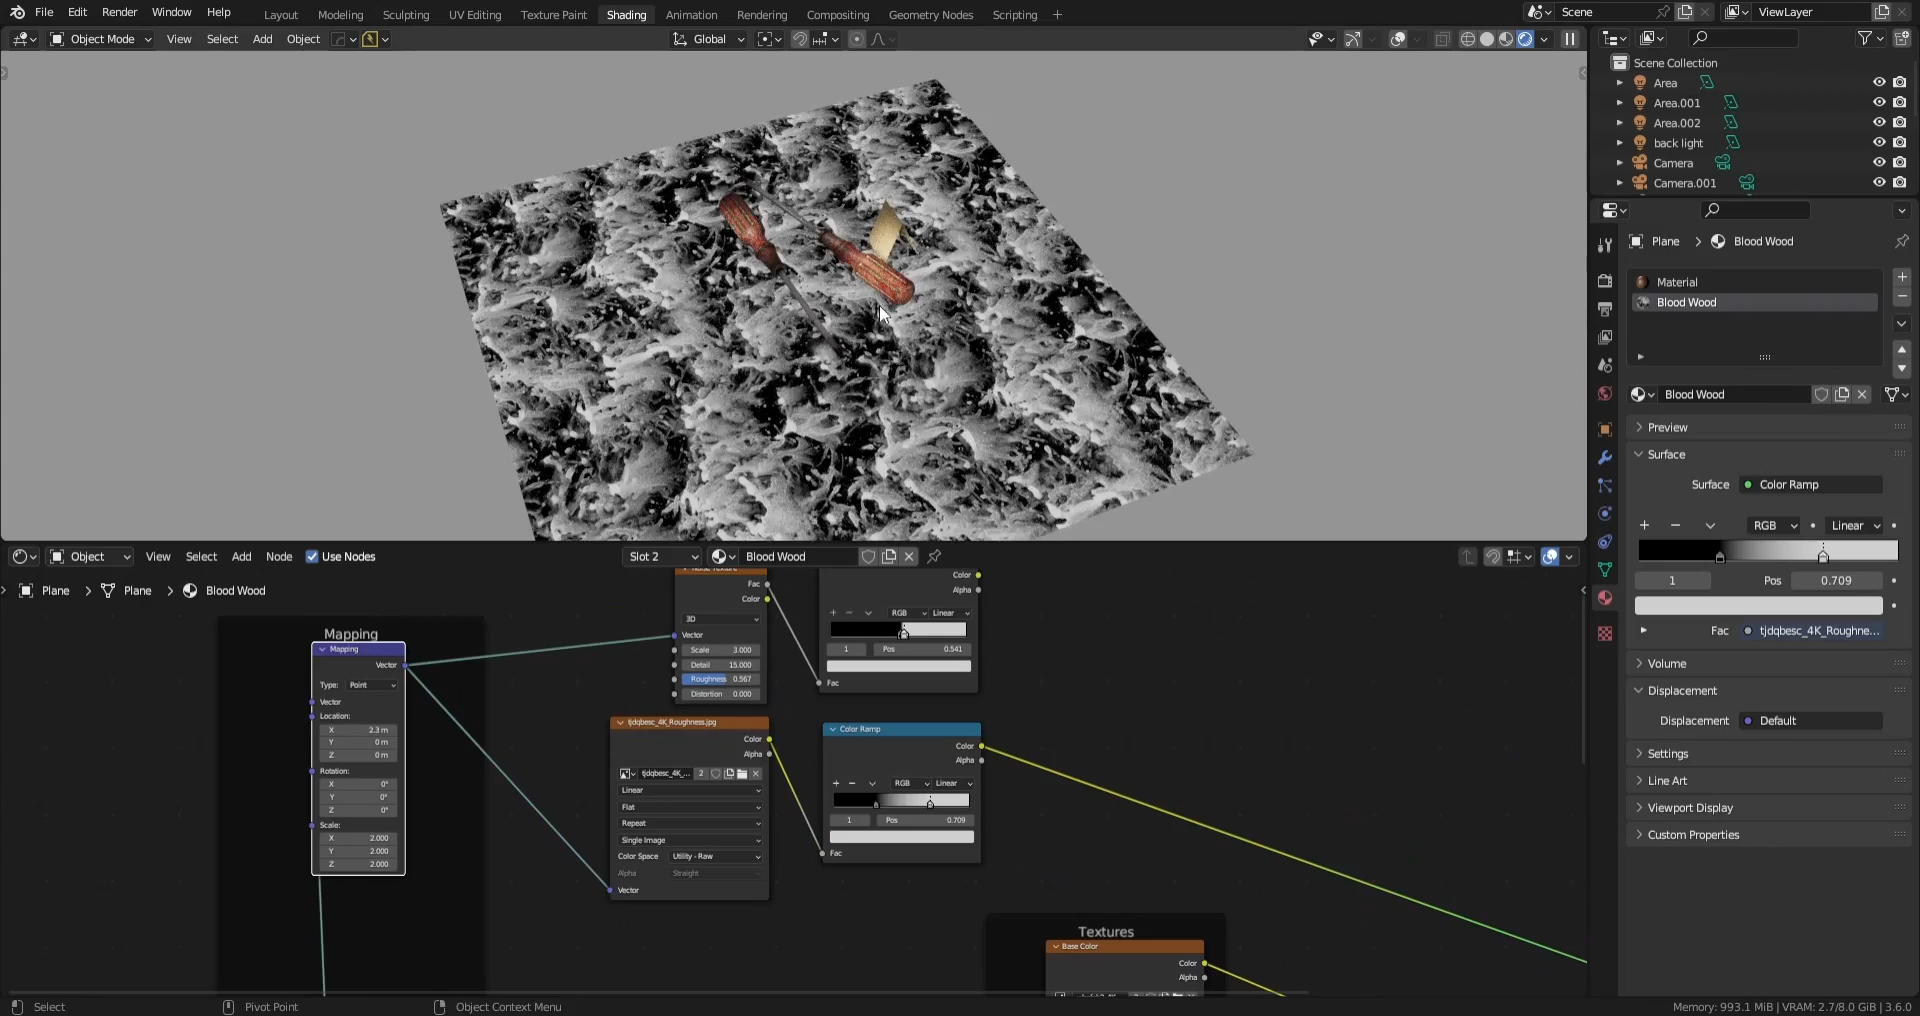 File Edit Render Window Help
Layout Modeling Sculpting UV Editing Texture Paint Shading Animation Rendering Compositing Geometry Nodes Scripting +
Scene
ViewLayer
Object Mode View Select Add Object
Global
Scene Collection
Area
Area.001
Area.002
back light
Camera
Camera.001
Plane > Blood Wood
Material
Blood Wood
Blood Wood
Preview
Surface
Surface Color Ramp
RGB Linear
1 Pos 0.709
Fac tjdqbesc_4K_Roughne...
Volume
Displacement
Displacement Default
Settings
Line Art
Viewport Display
Custom Properties
Object View Select Add Node Use Nodes
Slot 2 Blood Wood
Plane > Plane > Blood Wood
Mapping
Mapping
Vector
Type: Point
Vector
Location:
X 2.3 m
Y 0 m
Z 0 m
Rotation:
X 0°
Y 0°
Z 0°
Scale:
X 2.000
Y 2.000
Z 2.000
Noise Texture
Fac
Color
3D
Vector
Scale 3.000
Detail 15.000
Roughness 0.567
Distortion 0.000
Color
Alpha
RGB Linear
1 Pos 0.541
Fac
tjdqbesc_4K_Roughness.jpg
Color
Alpha
tjdqbesc_4K_... 2
Linear
Flat
Repeat
Single Image
Color Space Utility - Raw
Alpha Straight
Vector
Color Ramp
Color
Alpha
RGB Linear
1 Pos 0.709
Fac
Textures
Base Color
Color
Alpha
Select Pivot Point Object Context Menu
Memory: 993.1 MiB | VRAM: 2.7/8.0 GiB | 3.6.0